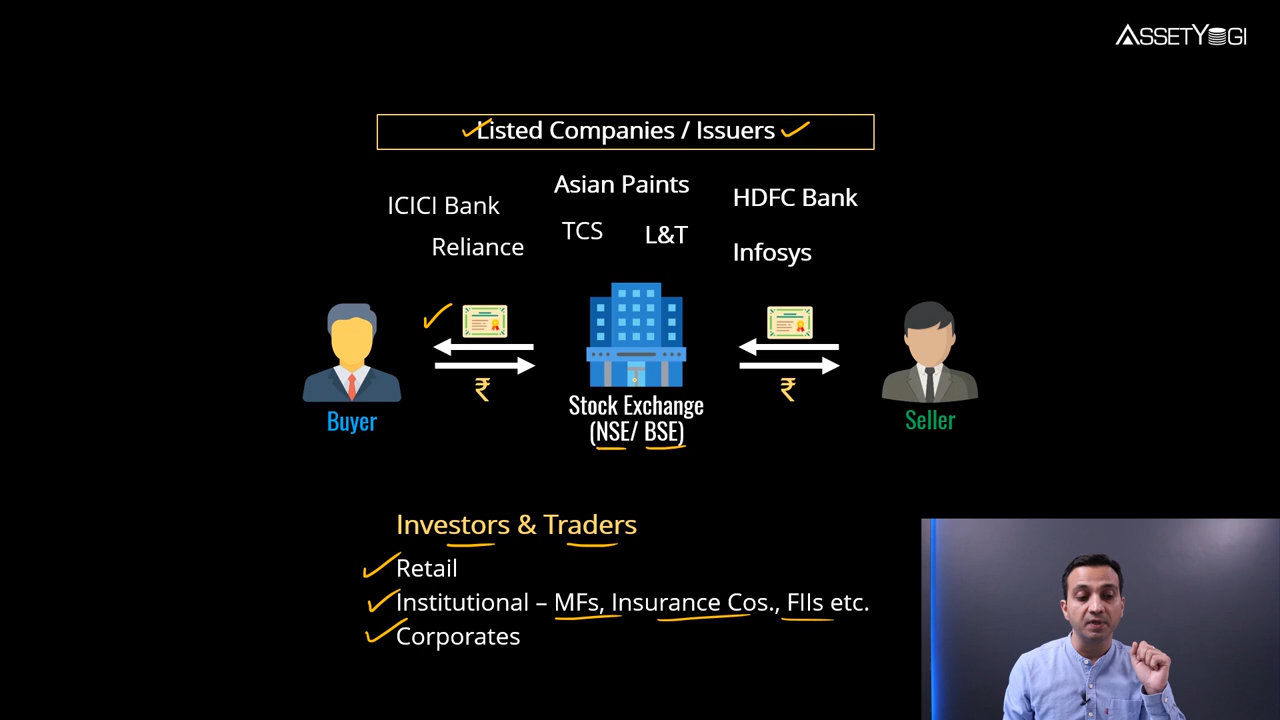 ASSETYOGI
Listed Companies / Issuers
Asian Paints
HDFC Bank
ICICI Bank
TCS
L&T
Reliance
Infosys
₹
₹
Buyer
Stock Exchange
(NSE/ BSE)
Seller
Investors & Traders
Retail
Institutional – MFs, Insurance Cos., FIIs etc.
Corporates